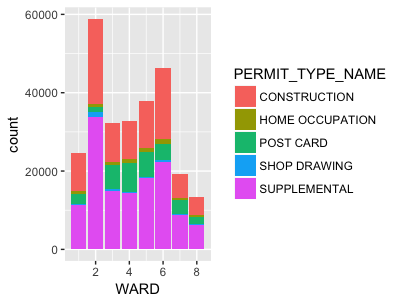 60000
40000
20000
0
count
2 4 6 8
WARD
PERMIT_TYPE_NAME
CONSTRUCTION
HOME OCCUPATION
POST CARD
SHOP DRAWING
SUPPLEMENTAL